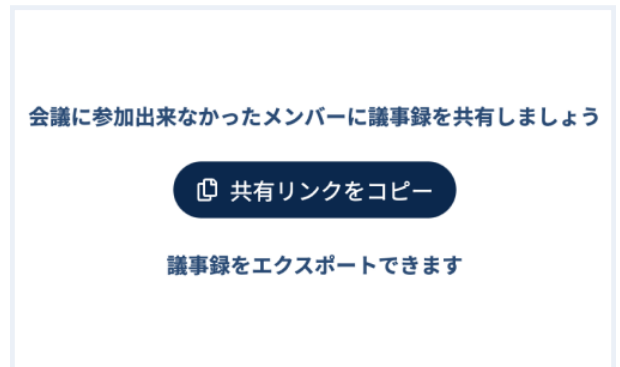 会議に参加出来なかったメンバーに議事録を共有しましょう
共有リンクをコピー
議事録をエクスポートできます